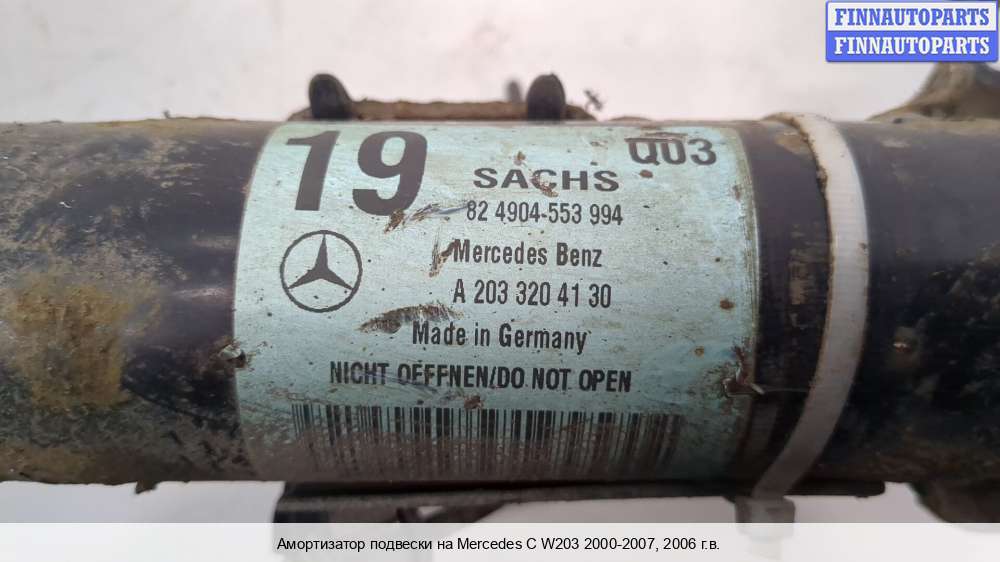 FINNAUTOPARTS
FINNAUTOPARTS
19
Q03
SACHS
82 4904-553 994
Mercedes Benz
A 203 320 41 30
Made in Germany
NICHT OEFFNEN/DO NOT OPEN
Амортизатор подвески на Mercedes C W203 2000-2007, 2006 г.в.